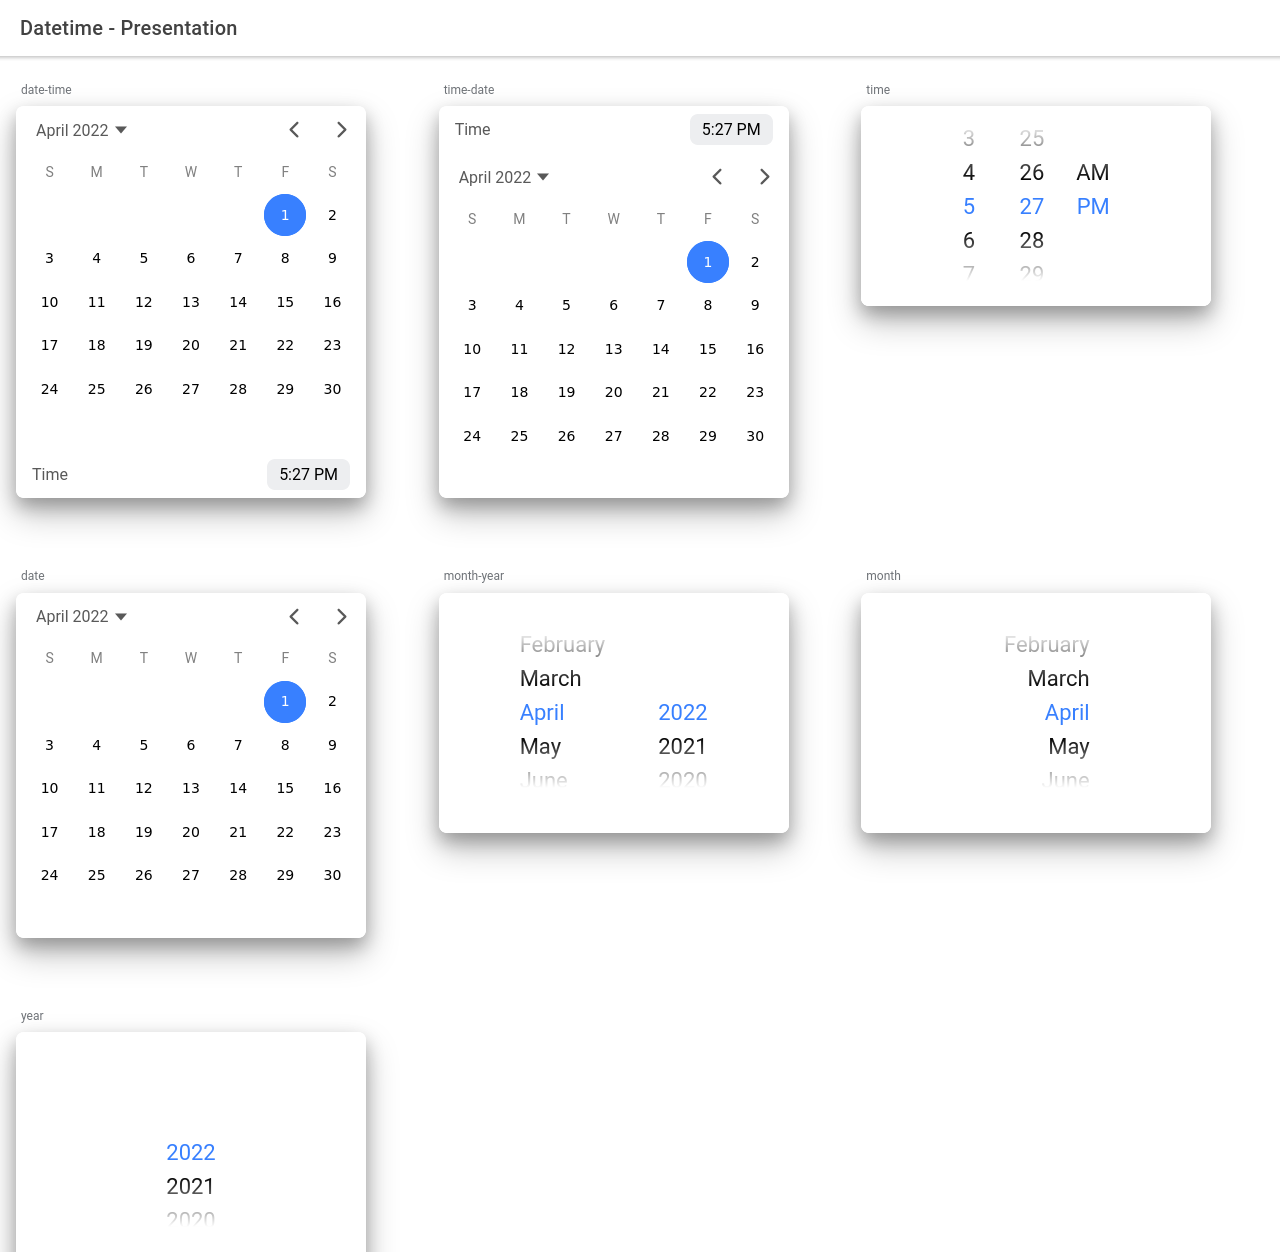 Datetime - Presentation
date-time
April 2022
S M T W T F S
1 2
3 4 5 6 7 8 9
10 11 12 13 14 15 16
17 18 19 20 21 22 23
24 25 26 27 28 29 30
Time 5:27 PM
time-date
Time 5:27 PM
April 2022
S M T W T F S
1 2
3 4 5 6 7 8 9
10 11 12 13 14 15 16
17 18 19 20 21 22 23
24 25 26 27 28 29 30
time
3 25
4 26 AM
5 27 PM
6 28
7 29
date
April 2022
S M T W T F S
1 2
3 4 5 6 7 8 9
10 11 12 13 14 15 16
17 18 19 20 21 22 23
24 25 26 27 28 29 30
month-year
February
March
April 2022
May 2021
June 2020
month
February
March
April
May
June
year
2022
2021
2020